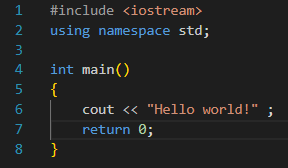 1 #include <iostream>
2 using namespace std;
3
4 int main()
5 {
6     cout << "Hello world!" ;
7     return 0;
8 }